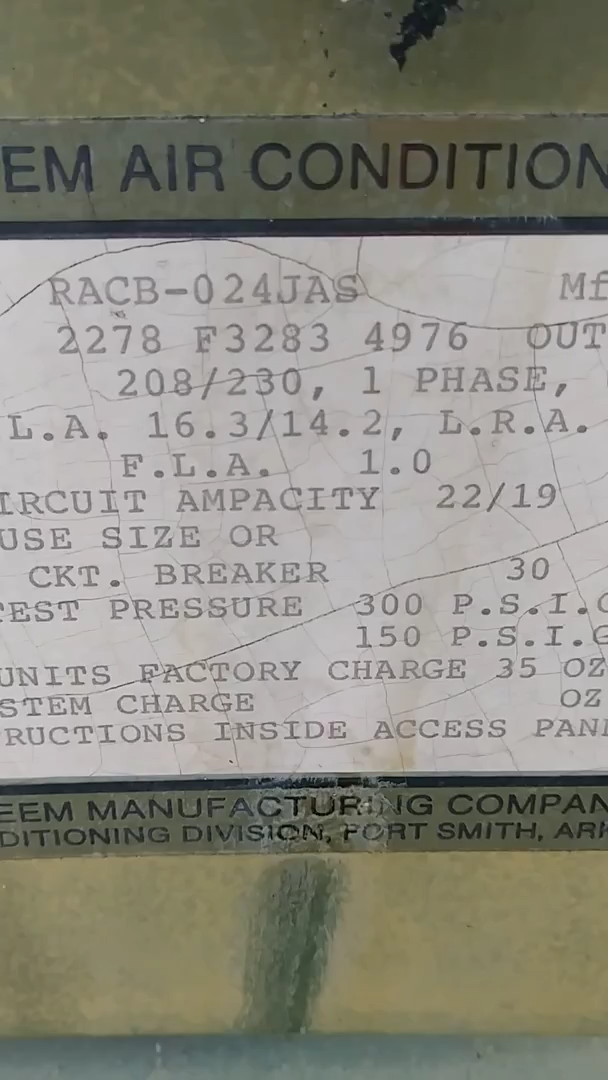 EM AIR CONDITION
RACB-024JAS Mf
2278 F3283 4976 OUT
208/230, 1 PHASE,
L.A. 16.3/14.2, L.R.A.
F.L.A. 1.0
IRCUIT AMPACITY 22/19
USE SIZE OR
CKT. BREAKER 30
TEST PRESSURE 300 P.S.I.G
150 P.S.I.G
UNITS FACTORY CHARGE 35 OZ
STEM CHARGE OZ
RUCTIONS INSIDE ACCESS PAN
EEM MANUFACTURING COMPAN
DITIONING DIVISION, FORT SMITH, ARK